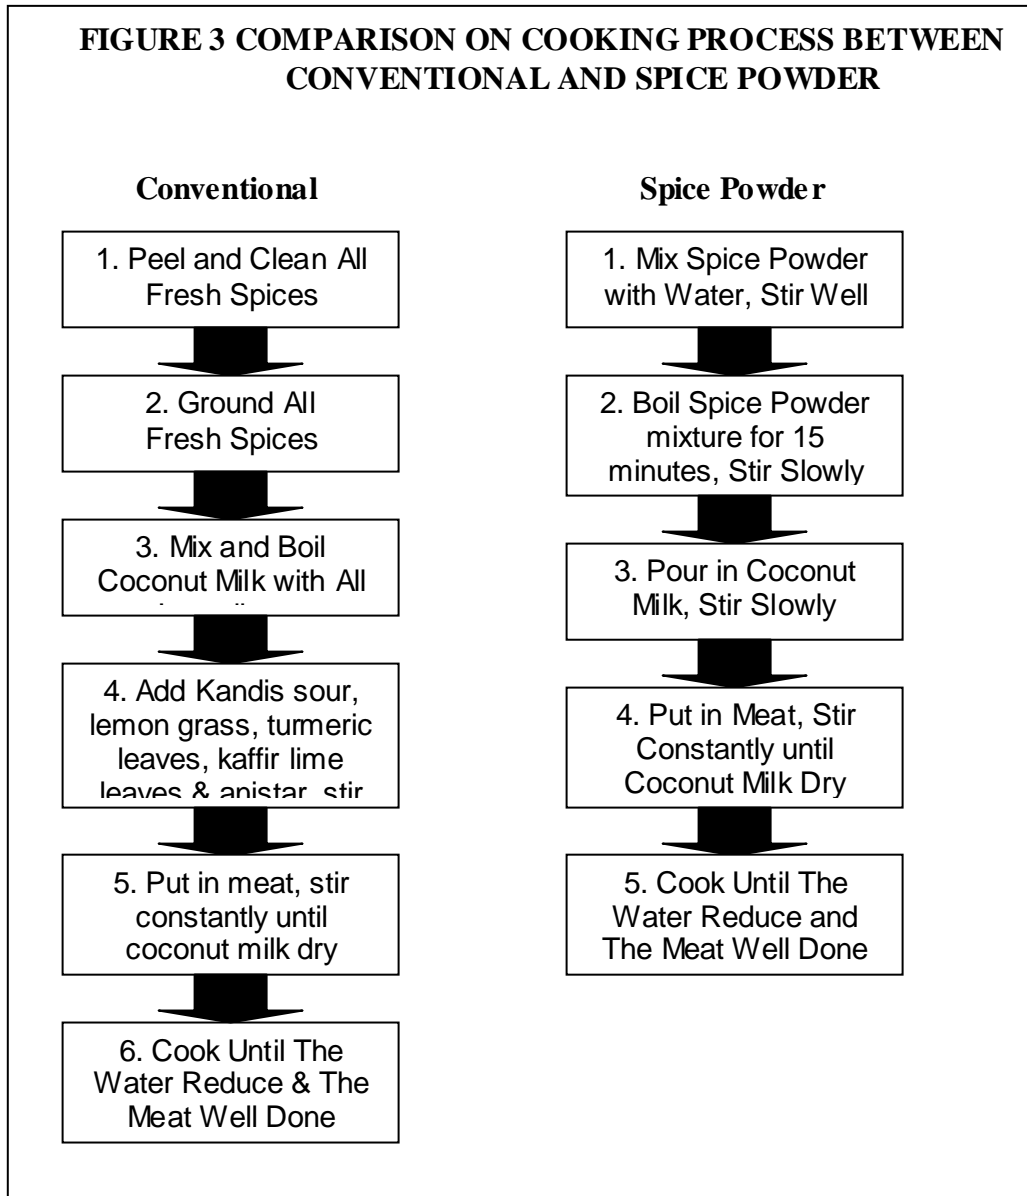 FIGURE 3 COMPARISON ON COOKING PROCESS BETWEEN
CONVENTIONAL AND SPICE POWDER
Conventional
1. Peel and Clean All
Fresh Spices
2. Ground All
Fresh Spices
3. Mix and Boil
Coconut Milk with All
4. Add Kandis sour,
lemon grass, turmeric
leaves, kaffir lime
leaves & anistar, stir
5. Put in meat, stir
constantly until
coconut milk dry
6. Cook Until The
Water Reduce & The
Meat Well Done
Spice Powder
1. Mix Spice Powder
with Water, Stir Well
2. Boil Spice Powder
mixture for 15
minutes, Stir Slowly
3. Pour in Coconut
Milk, Stir Slowly
4. Put in Meat, Stir
Constantly until
Coconut Milk Dry
5. Cook Until The
Water Reduce and
The Meat Well Done